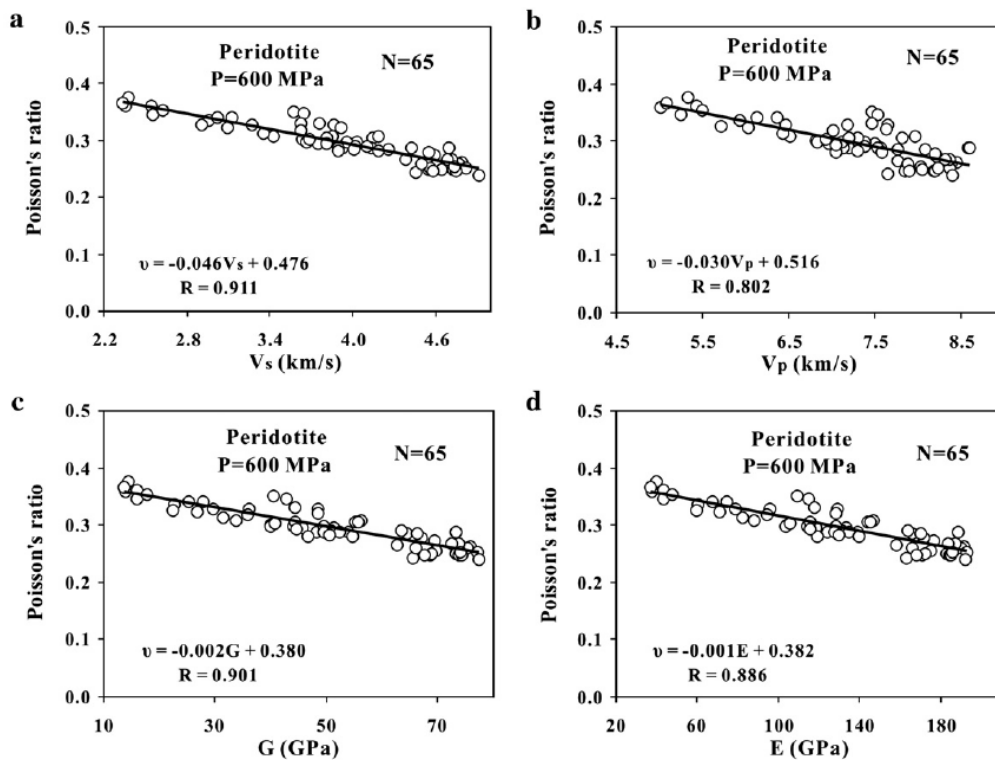 a
Peridotite
P=600 MPa
N=65
0.5
0.4
0.3
0.2
0.1
0.0
Poisson's ratio
υ = -0.046Vs + 0.476
R = 0.911
2.2 2.8 3.4 4.0 4.6
Vs (km/s)
b
Peridotite
P=600 MPa
N=65
0.5
0.4
0.3
0.2
0.1
0.0
Poisson's ratio
υ = -0.030Vp + 0.516
R = 0.802
4.5 5.5 6.5 7.5 8.5
Vp (km/s)
c
Peridotite
P=600 MPa
N=65
0.5
0.4
0.3
0.2
0.1
0.0
Poisson's ratio
υ = -0.002G + 0.380
R = 0.901
10 30 50 70
G (GPa)
d
Peridotite
P=600 MPa
N=65
0.5
0.4
0.3
0.2
0.1
0.0
Poisson's ratio
υ = -0.001E + 0.382
R = 0.886
20 60 100 140 180
E (GPa)